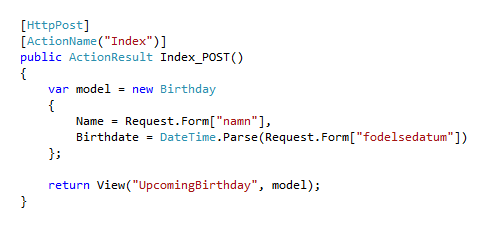 [HttpPost]
[ActionName("Index")]
public ActionResult Index_POST()
{
    var model = new Birthday
    {
        Name = Request.Form["namn"],
        Birthdate = DateTime.Parse(Request.Form["fodelsedatum"])
    };
    return View("UpcomingBirthday", model);
}